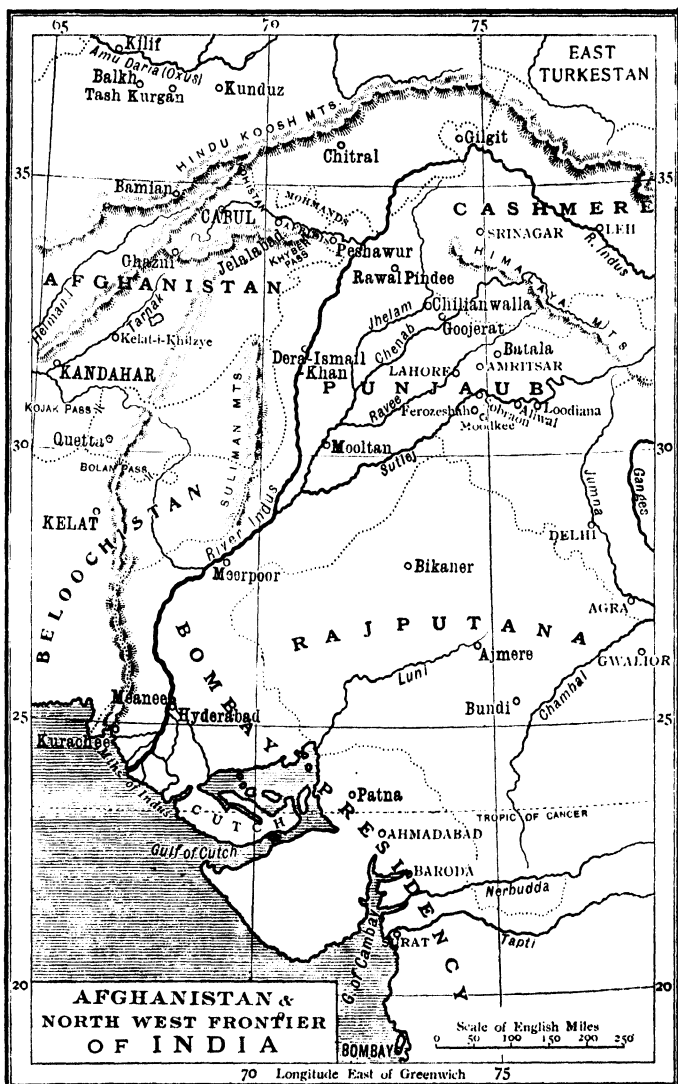 65 70 75
Kilif
Amu Daria (Oxus)
Balkh
Tash Kurgan
Kunduz
EAST
TURKESTAN
HINDU KOOSH MTS.
Gilgit
Chitral
35 35
Bamian
MOHMANDS
CASHMERE
CABUL
SRINAGAR
LEH
R. Indus
Jelalabad
KHYBER
PASS
Peshawur
Ghazni
Rawal Pindee
HIMALAYA MTS
AFGHANISTAN
Helman
Tarnak
Jhelam
Chilianwalla
Chenab
Goojerat
Kelat-i-Khilzye
Dera-Ismail
Khan
Butala
KANDAHAR
LAHORE
AMRITSAR
PUNJAUB
KOJAK PASS
SULIMAN MTS.
Ravee
Ferozeshah
Sobraon
Aliwal
Loodiana
Moodkee
Quetta
30 30
Mooltan
Sutlej
BOLAN PASS
Jumna
Ganges
KELAT
River Indus
DELHI
BELOOCHISTAN
Meerpoor
Bikaner
AGRA
RAJPUTANA
Ajmere
GWALIOR
Luni
Bundi
Chambal
Meanee
25 25
Hyderabad
Kurachee
Mths of Indus
BOMBAY PRESIDENCY
Patna
TROPIC OF CANCER
CUTCH
AHMADABAD
Gulf of Cutch
BARODA
Nerbudda
SURAT
Tapti
G. of Cambay
20 20
AFGHANISTAN &
NORTH WEST FRONTIER
OF INDIA
Scale of English Miles
0 50 100 150 200 250
BOMBAY
70 Longitude East of Greenwich 75